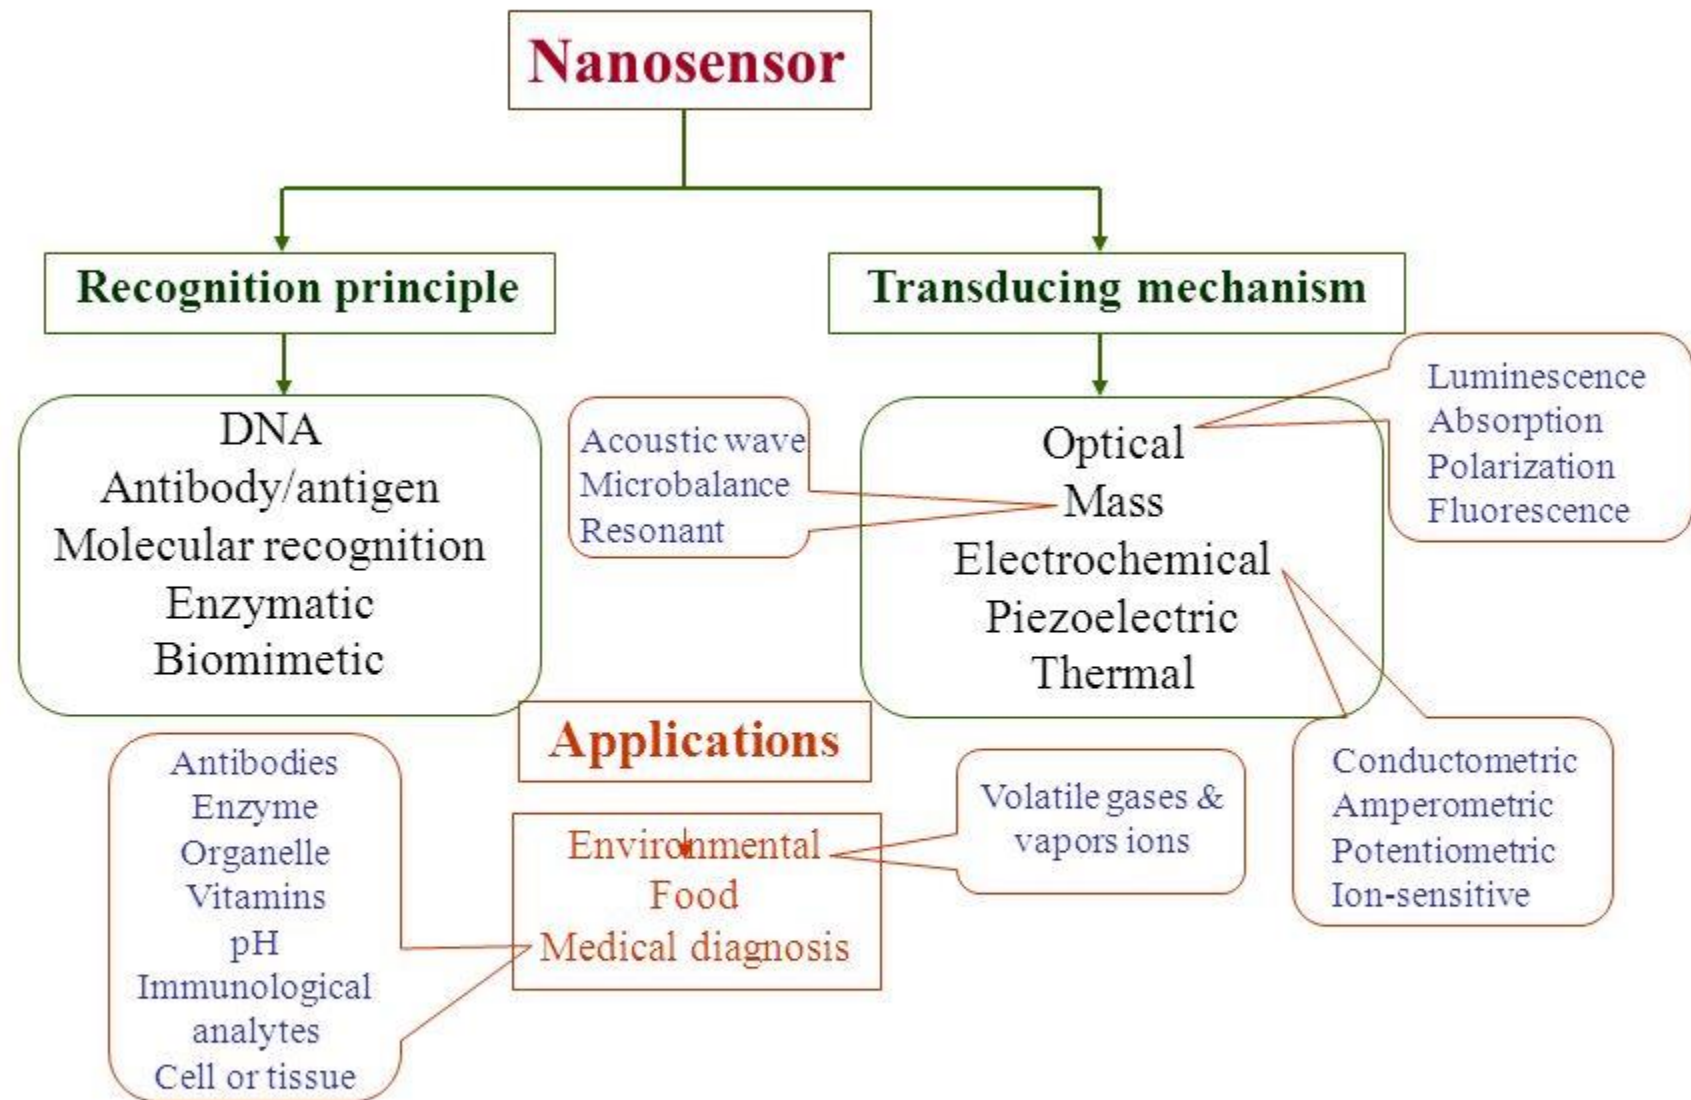 Nanosensor
Recognition principle
Transducing mechanism
DNA
Antibody/antigen
Molecular recognition
Enzymatic
Biomimetic
Acoustic wave
Microbalance
Resonant
Optical
Mass
Electrochemical
Piezoelectric
Thermal
Luminescence
Absorption
Polarization
Fluorescence
Applications
Antibodies
Enzyme
Organelle
Vitamins
pH
Immunological
analytes
Cell or tissue
Environmental
Food
Medical diagnosis
Volatile gases &
vapors ions
Conductometric
Amperometric
Potentiometric
Ion-sensitive